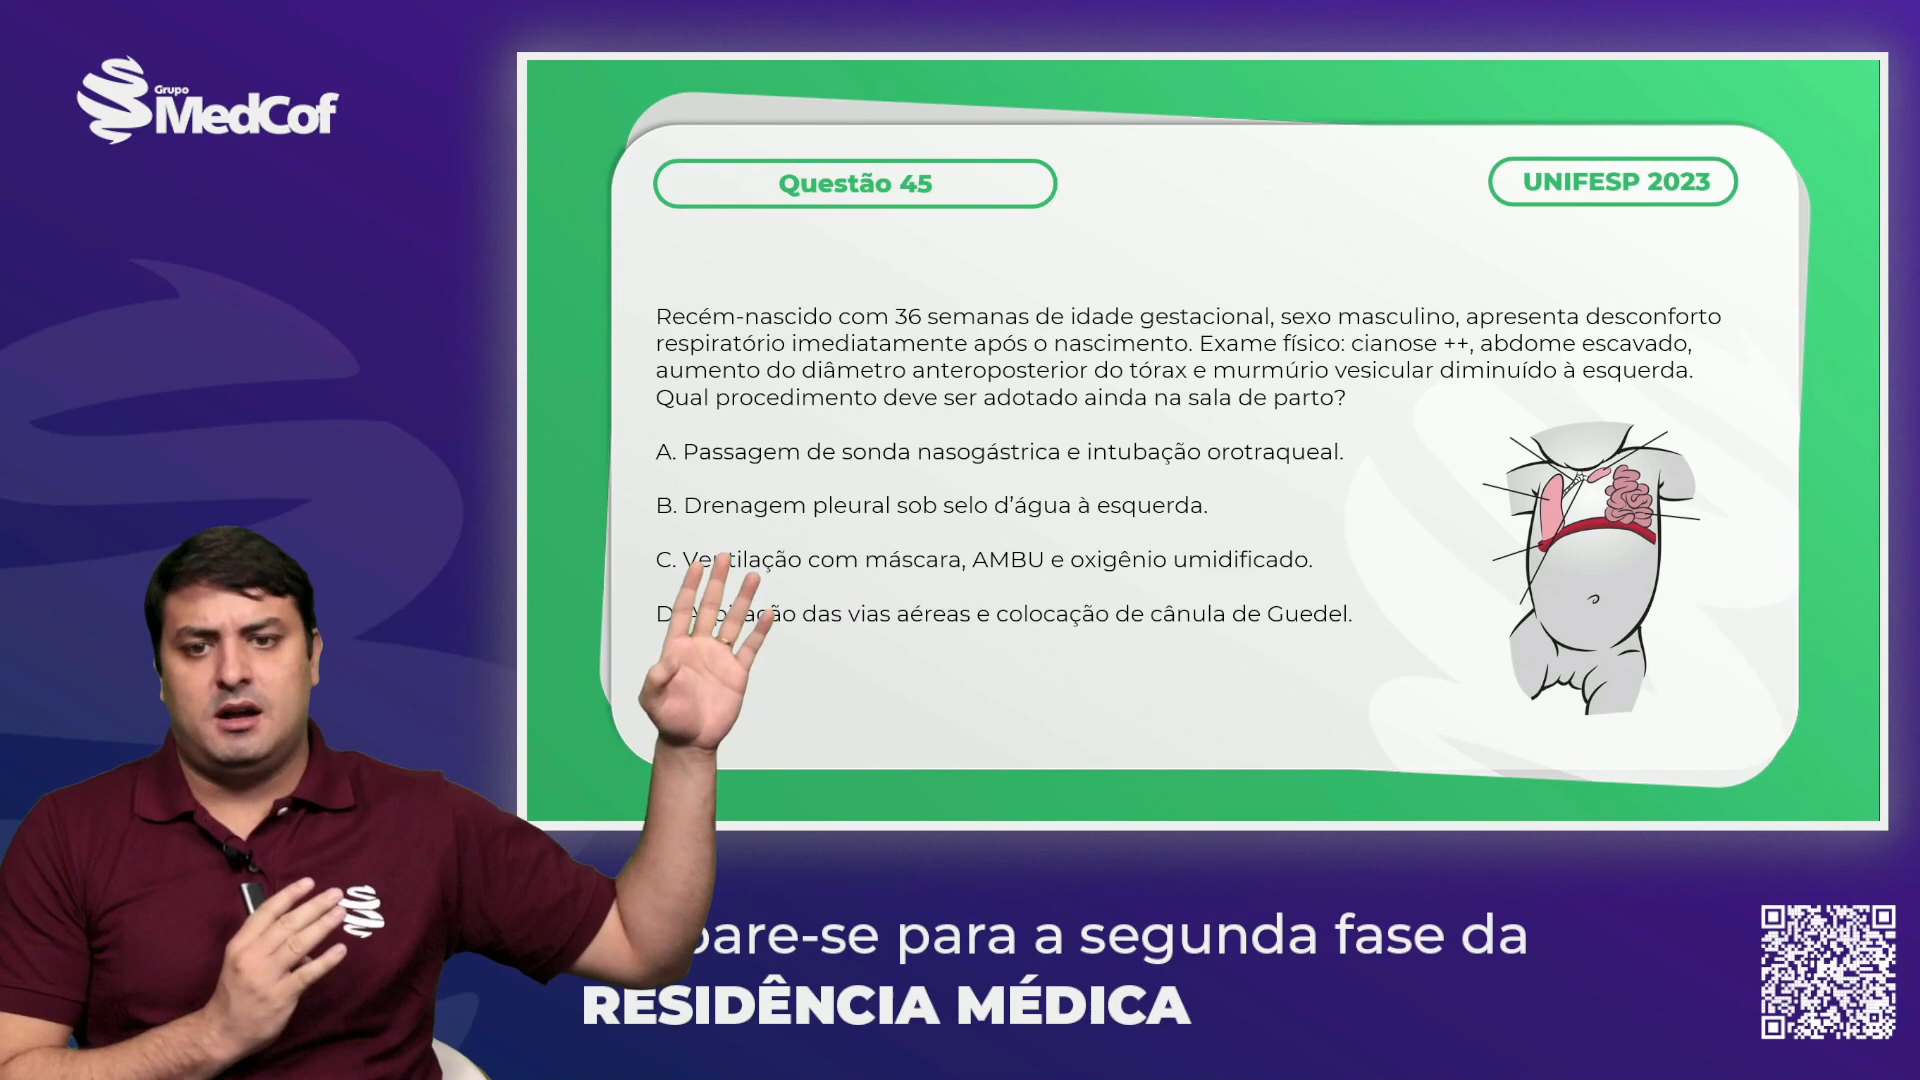 Grupo
MedCof
Questão 45
UNIFESP 2023
Recém-nascido com 36 semanas de idade gestacional, sexo masculino, apresenta desconforto
respiratório imediatamente após o nascimento. Exame físico: cianose ++, abdome escavado,
aumento do diâmetro anteroposterior do tórax e murmúrio vesicular diminuído à esquerda.
Qual procedimento deve ser adotado ainda na sala de parto?
A. Passagem de sonda nasogástrica e intubação orotraqueal.
B. Drenagem pleural sob selo d’água à esquerda.
C. Ventilação com máscara, AMBU e oxigênio umidificado.
D. Aspiração das vias aéreas e colocação de cânula de Guedel.
pare-se para a segunda fase da
RESIDÊNCIA MÉDICA